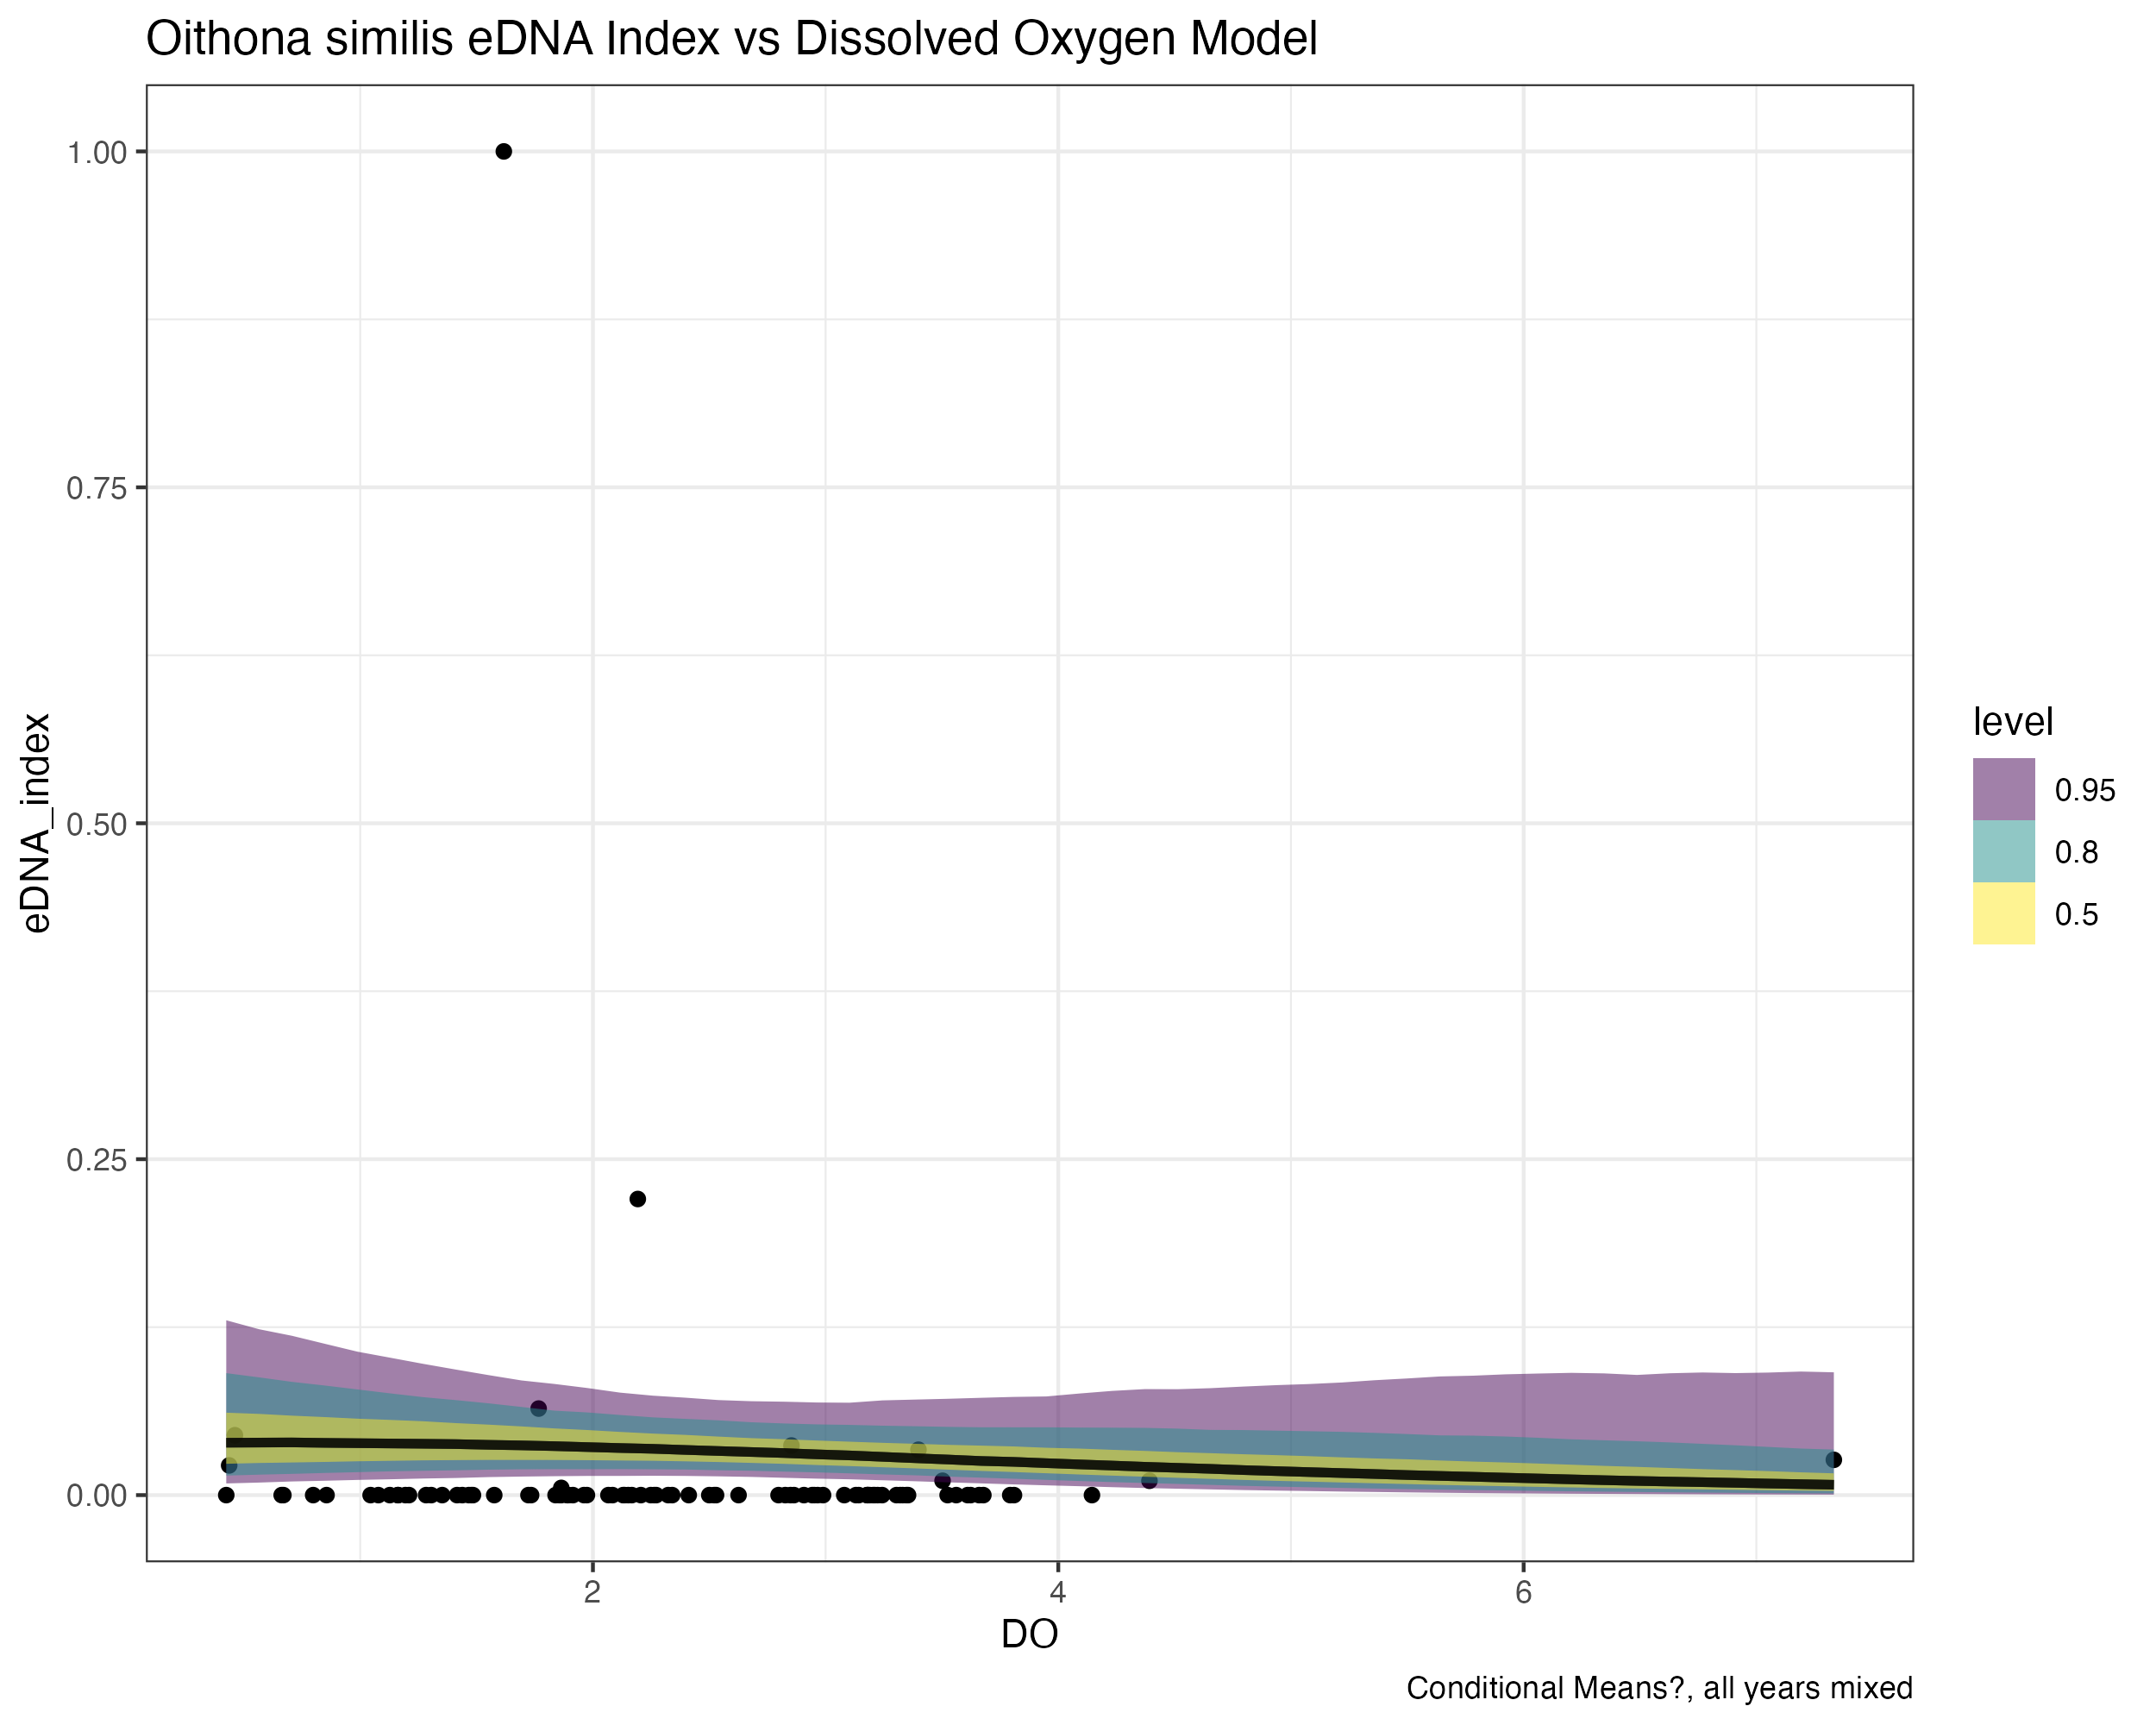 Oithona similis eDNA Index vs Dissolved Oxygen Model
1.00
0.75
0.50
0.25
0.00
eDNA_index
2 4 6
DO
level
0.95
0.8
0.5
Conditional Means?, all years mixed